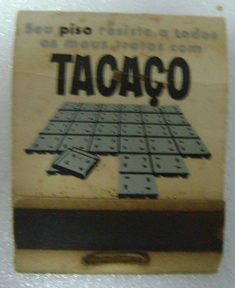 Seu piso resiste a todos
os maus tratos com
TACAÇO